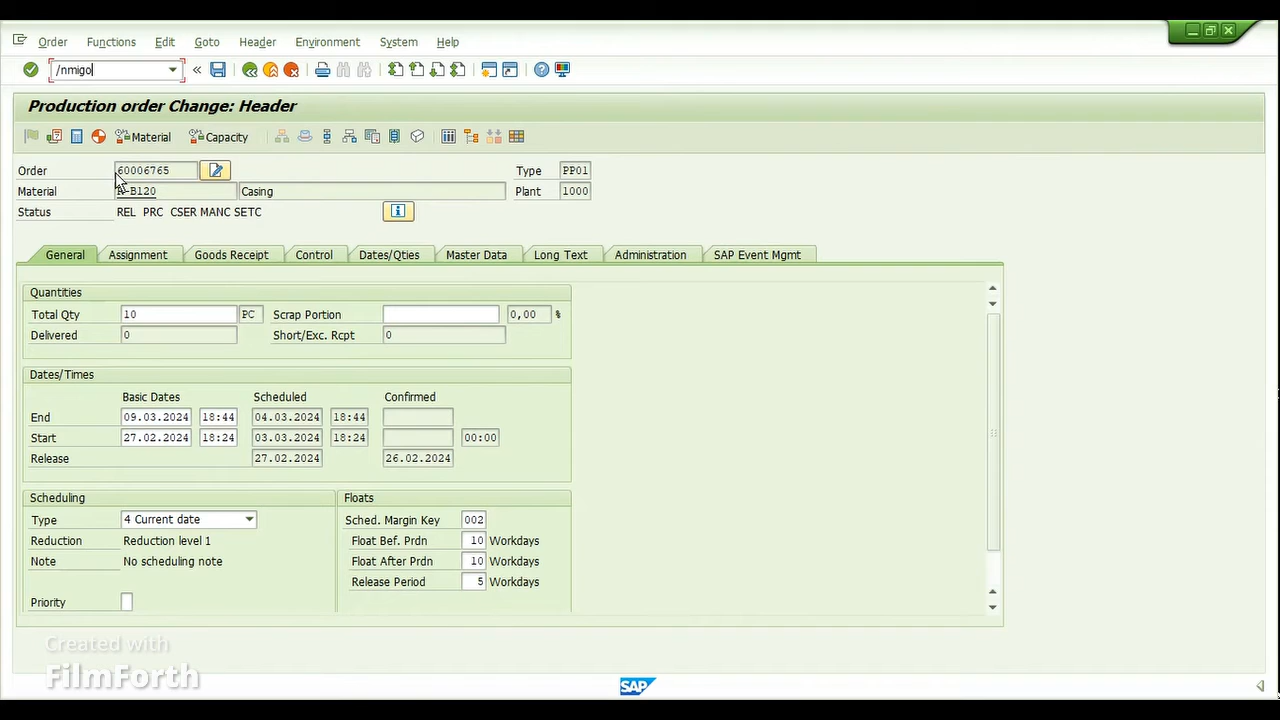 Order Functions Edit Goto Header Environment System Help
/nmigo
Production order Change: Header
Material Capacity
Order 60006765 Type PP01
Material Casing Plant 1000
Status REL PRC CSER MANC SETC
General Assignment Goods Receipt Control Dates/Qties Master Data Long Text Administration SAP Event Mgmt
Quantities
Total Qty 10 PC Scrap Portion 0,00 %
Delivered 0 Short/Exc. Rcpt 0
Dates/Times
Basic Dates Scheduled Confirmed
End 09.03.2024 18:44 04.03.2024 18:44
Start 27.02.2024 18:24 03.03.2024 18:24 00:00
Release 27.02.2024 26.02.2024
Scheduling Floats
Type 4 Current date Sched. Margin Key 002
Reduction Reduction level 1 Float Bef. Prdn 10 Workdays
Note No scheduling note Float After Prdn 10 Workdays
Release Period 5 Workdays
Priority
Created with
FilmForth
SAP